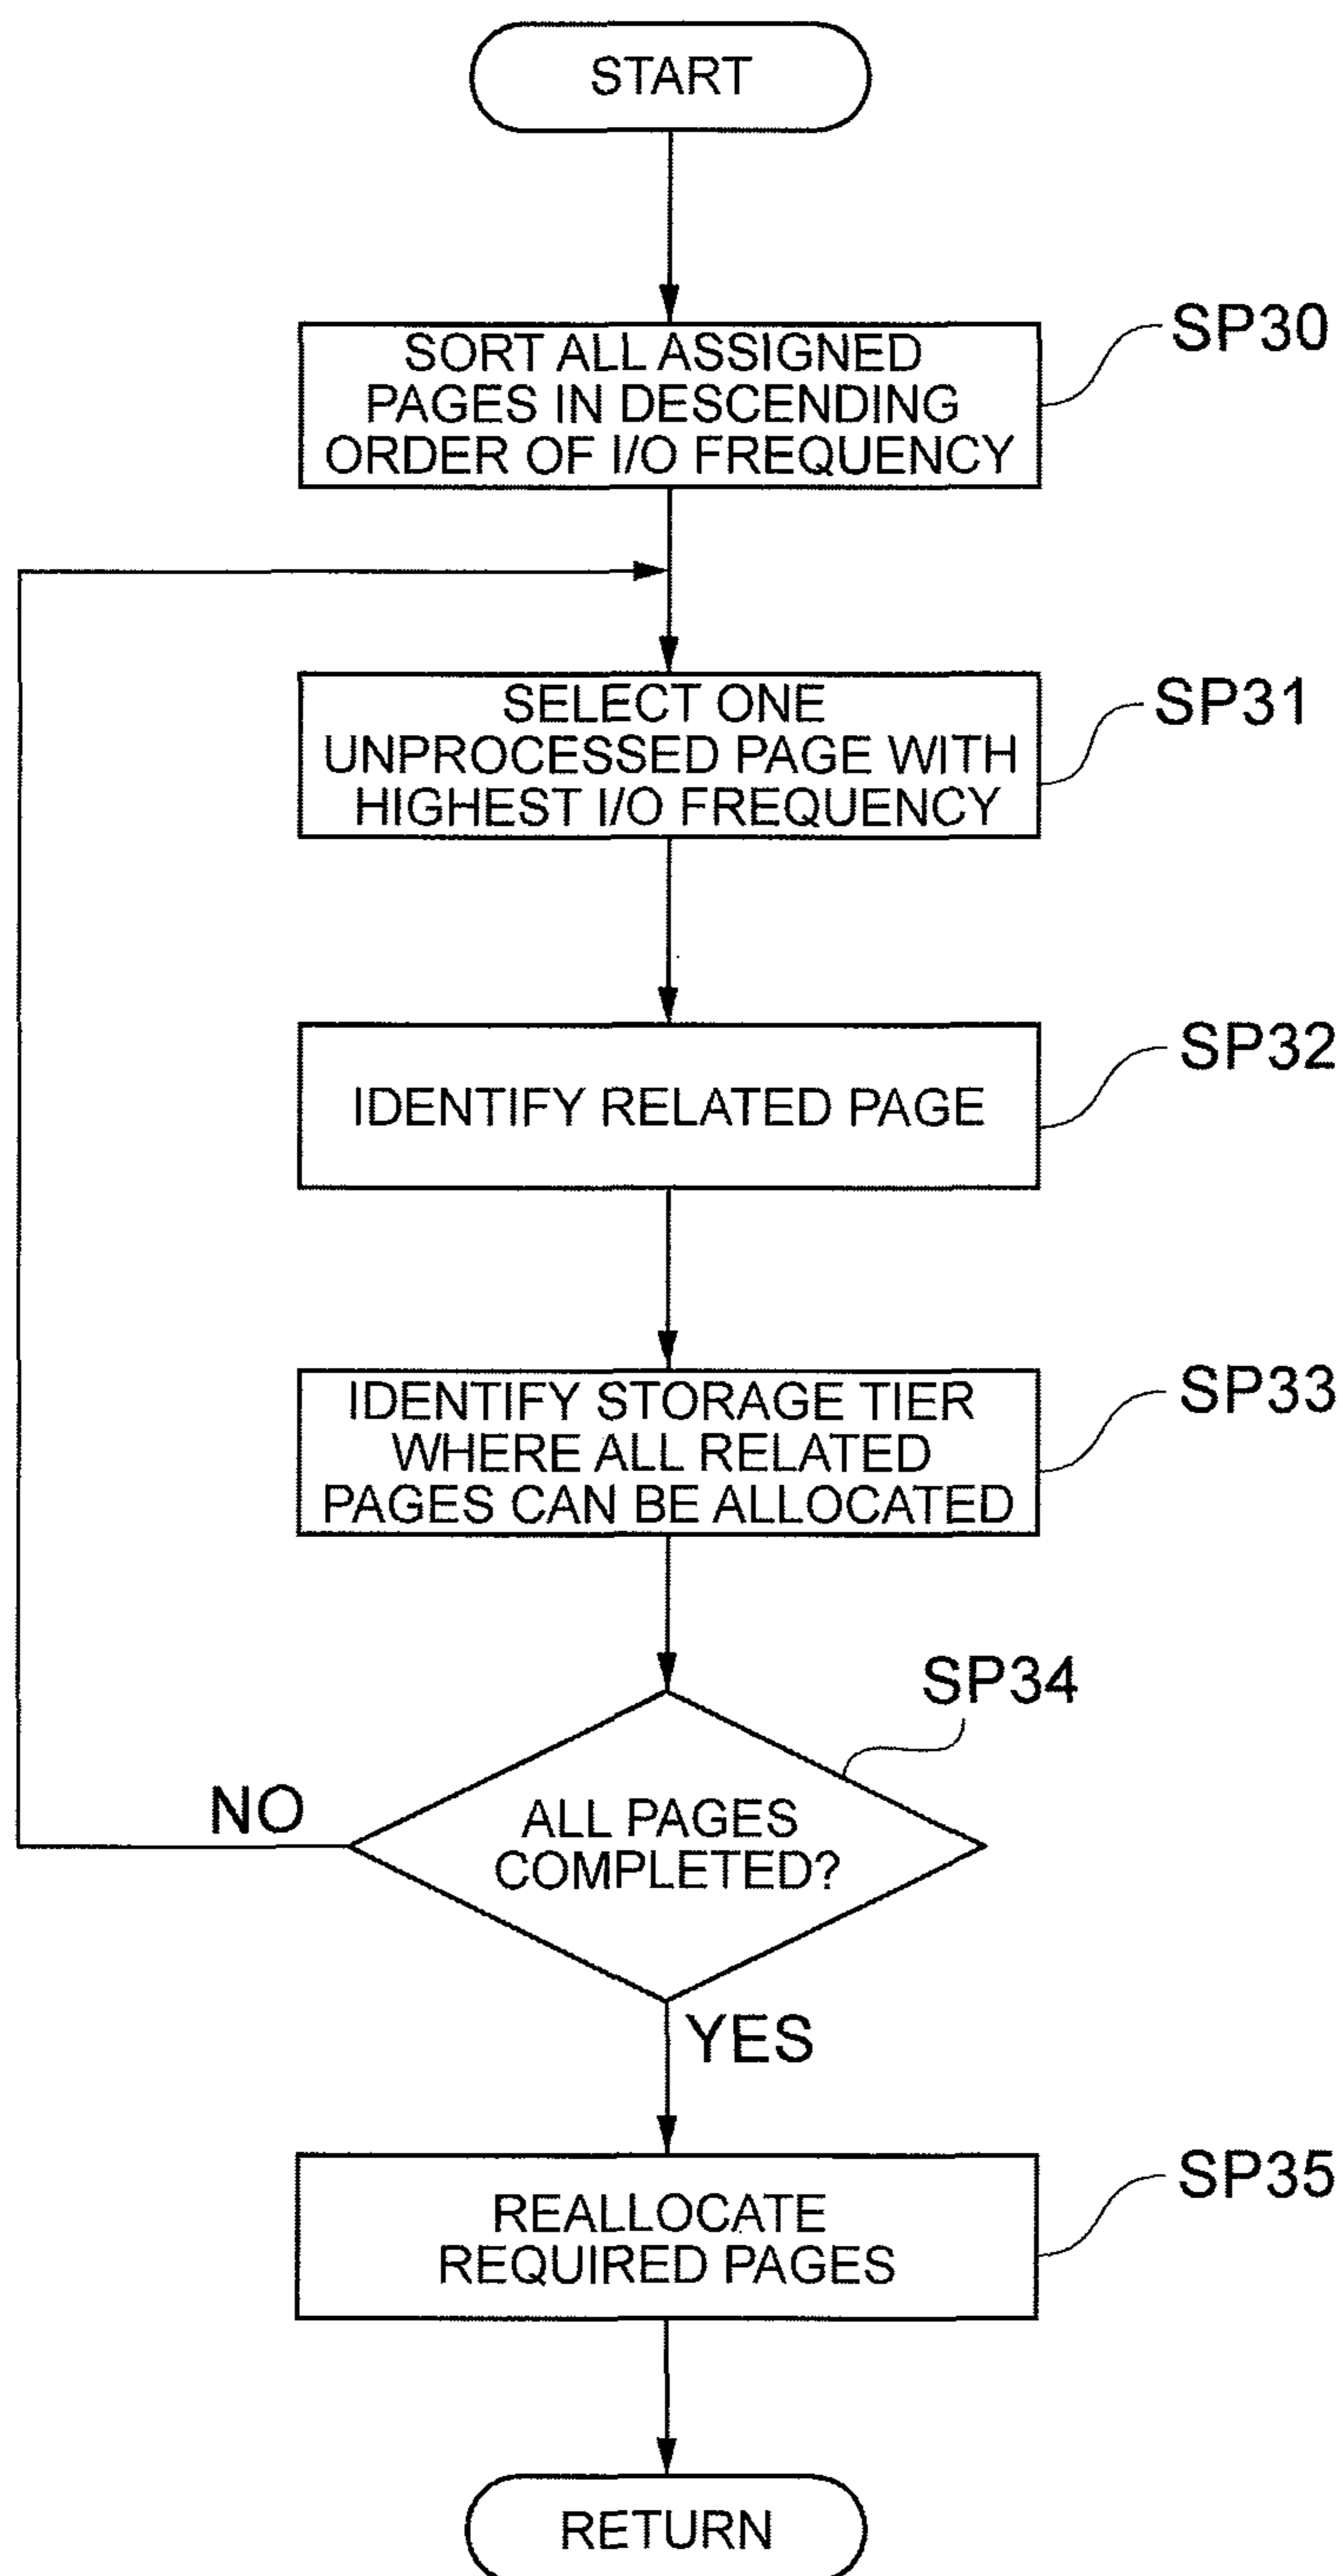 START
SORT ALL ASSIGNED
PAGES IN DESCENDING
ORDER OF I/O FREQUENCY
SP30
SELECT ONE
UNPROCESSED PAGE WITH
HIGHEST I/O FREQUENCY
SP31
IDENTIFY RELATED PAGE
SP32
IDENTIFY STORAGE TIER
WHERE ALL RELATED
PAGES CAN BE ALLOCATED
SP33
SP34
ALL PAGES
COMPLETED?
NO
YES
REALLOCATE
REQUIRED PAGES
SP35
RETURN